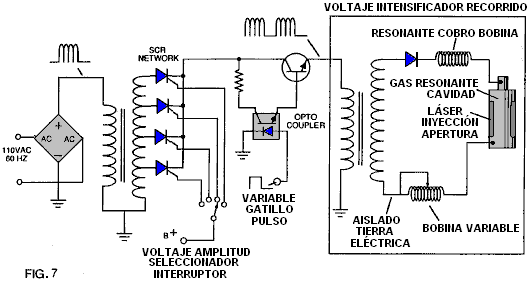 VOLTAJE INTENSIFICADOR RECORRIDO
RESONANTE COBRO BOBINA
SCR
NETWORK
GAS RESONANTE
CAVIDAD
LÁSER
INYECCIÓN
APERTURA
OPTO
COUPLER
+
AC
AC
−
110VAC
60 HZ
VARIABLE
GATILLO
PULSO
B+
VOLTAJE AMPLITUD
SELECCIONADOR
INTERRUPTOR
AISLADO
TIERRA
ELÉCTRICA
BOBINA VARIABLE
FIG. 7